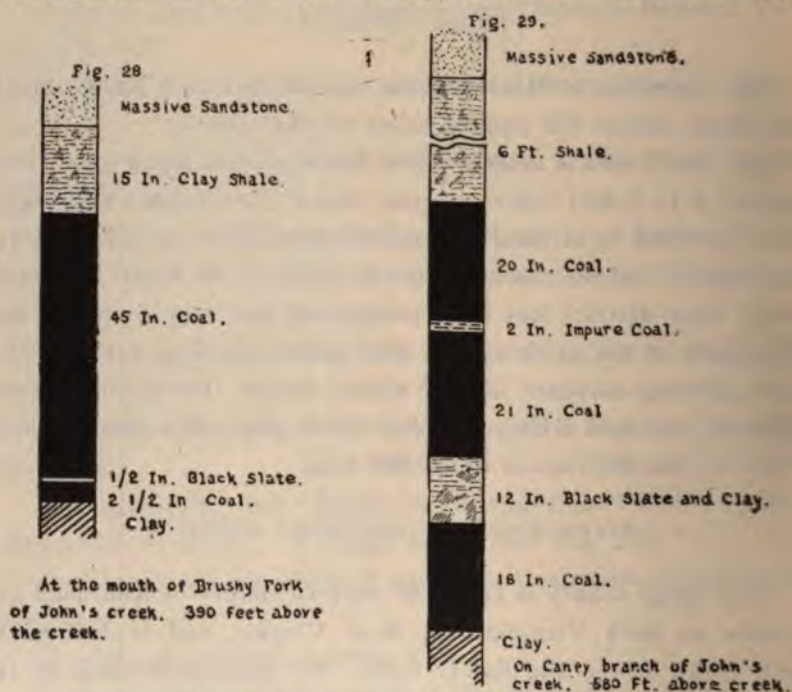 Fig. 28
Massive Sandstone.
15 In. Clay Shale.
45 In. Coal.
1/2 In. Black Slate.
2 1/2 In Coal.
Clay.
At the mouth of Brushy Fork
of John's creek. 390 Feet above
the creek.
Fig. 29.
Massive Sandstone.
6 Ft. Shale.
20 In. Coal.
2 In. Impure Coal.
21 In. Coal
12 In. Black Slate and Clay.
18 In. Coal.
Clay.
On Caney branch of John's
creek. 580 Ft. above creek.